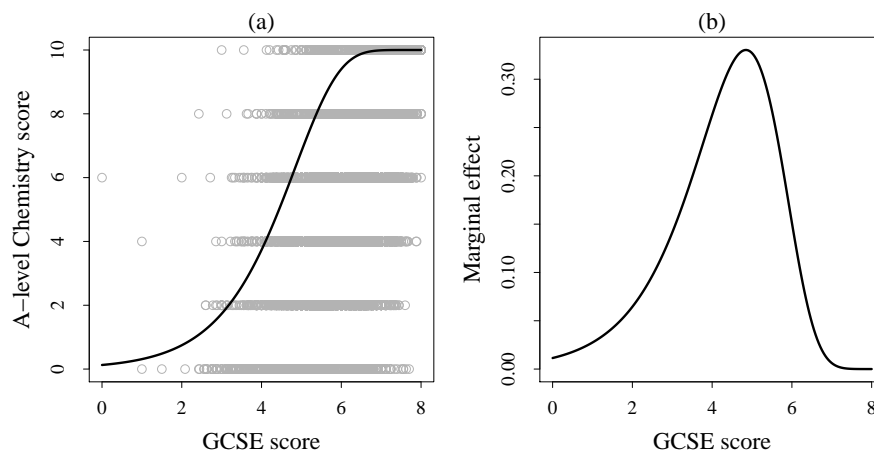 (a)
A−level Chemistry score
10
8
6
4
2
0
0 2 4 6 8
GCSE score
(b)
Marginal effect
0.30
0.20
0.10
0.00
0 2 4 6 8
GCSE score